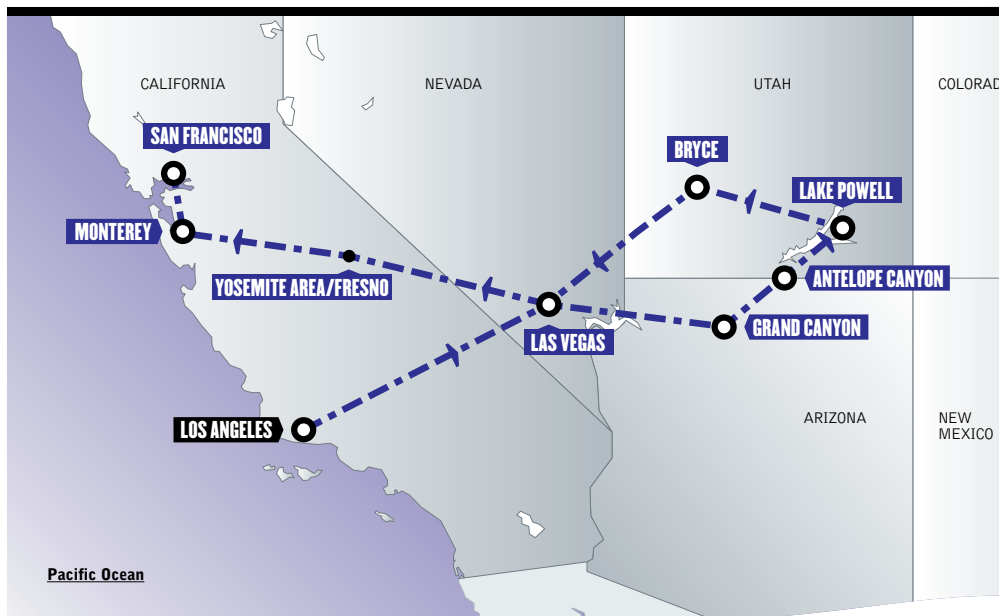 CALIFORNIA
NEVADA
UTAH
COLORAD
SAN FRANCISCO
BRYCE
LAKE POWELL
MONTEREY
YOSEMITE AREA/FRESNO
ANTELOPE CANYON
LAS VEGAS
GRAND CANYON
LOS ANGELES
ARIZONA
NEW
MEXICO
Pacific Ocean